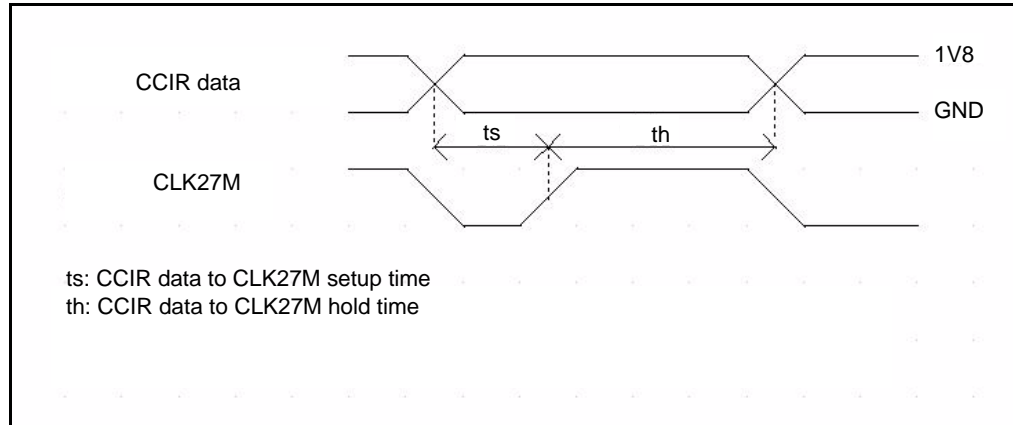 1V8
CCIR data
GND
ts
th
CLK27M
ts: CCIR data to CLK27M setup time
th: CCIR data to CLK27M hold time